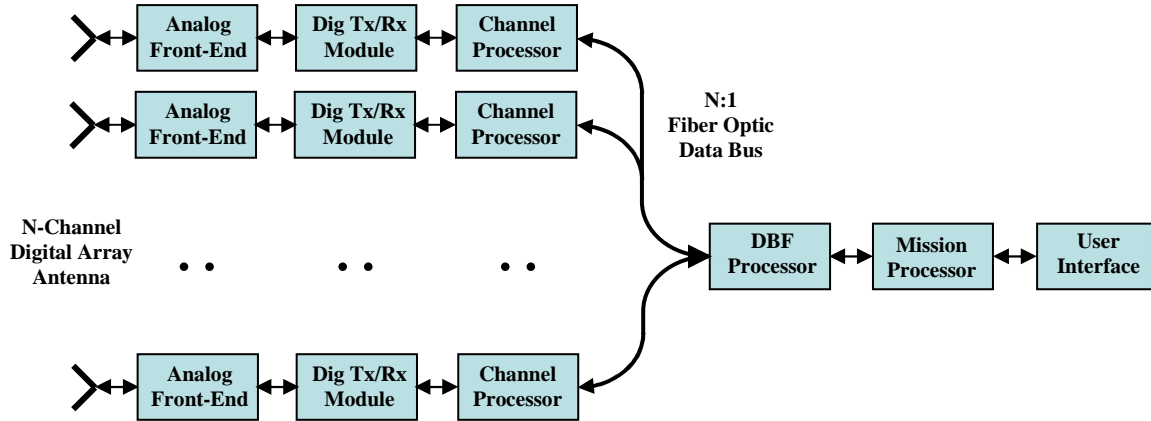 Analog
Front-End
Dig Tx/Rx
Module
Channel
Processor
Analog
Front-End
Dig Tx/Rx
Module
Channel
Processor
N:1
Fiber Optic
Data Bus
N-Channel
Digital Array
Antenna
DBF
Processor
Mission
Processor
User
Interface
Analog
Front-End
Dig Tx/Rx
Module
Channel
Processor